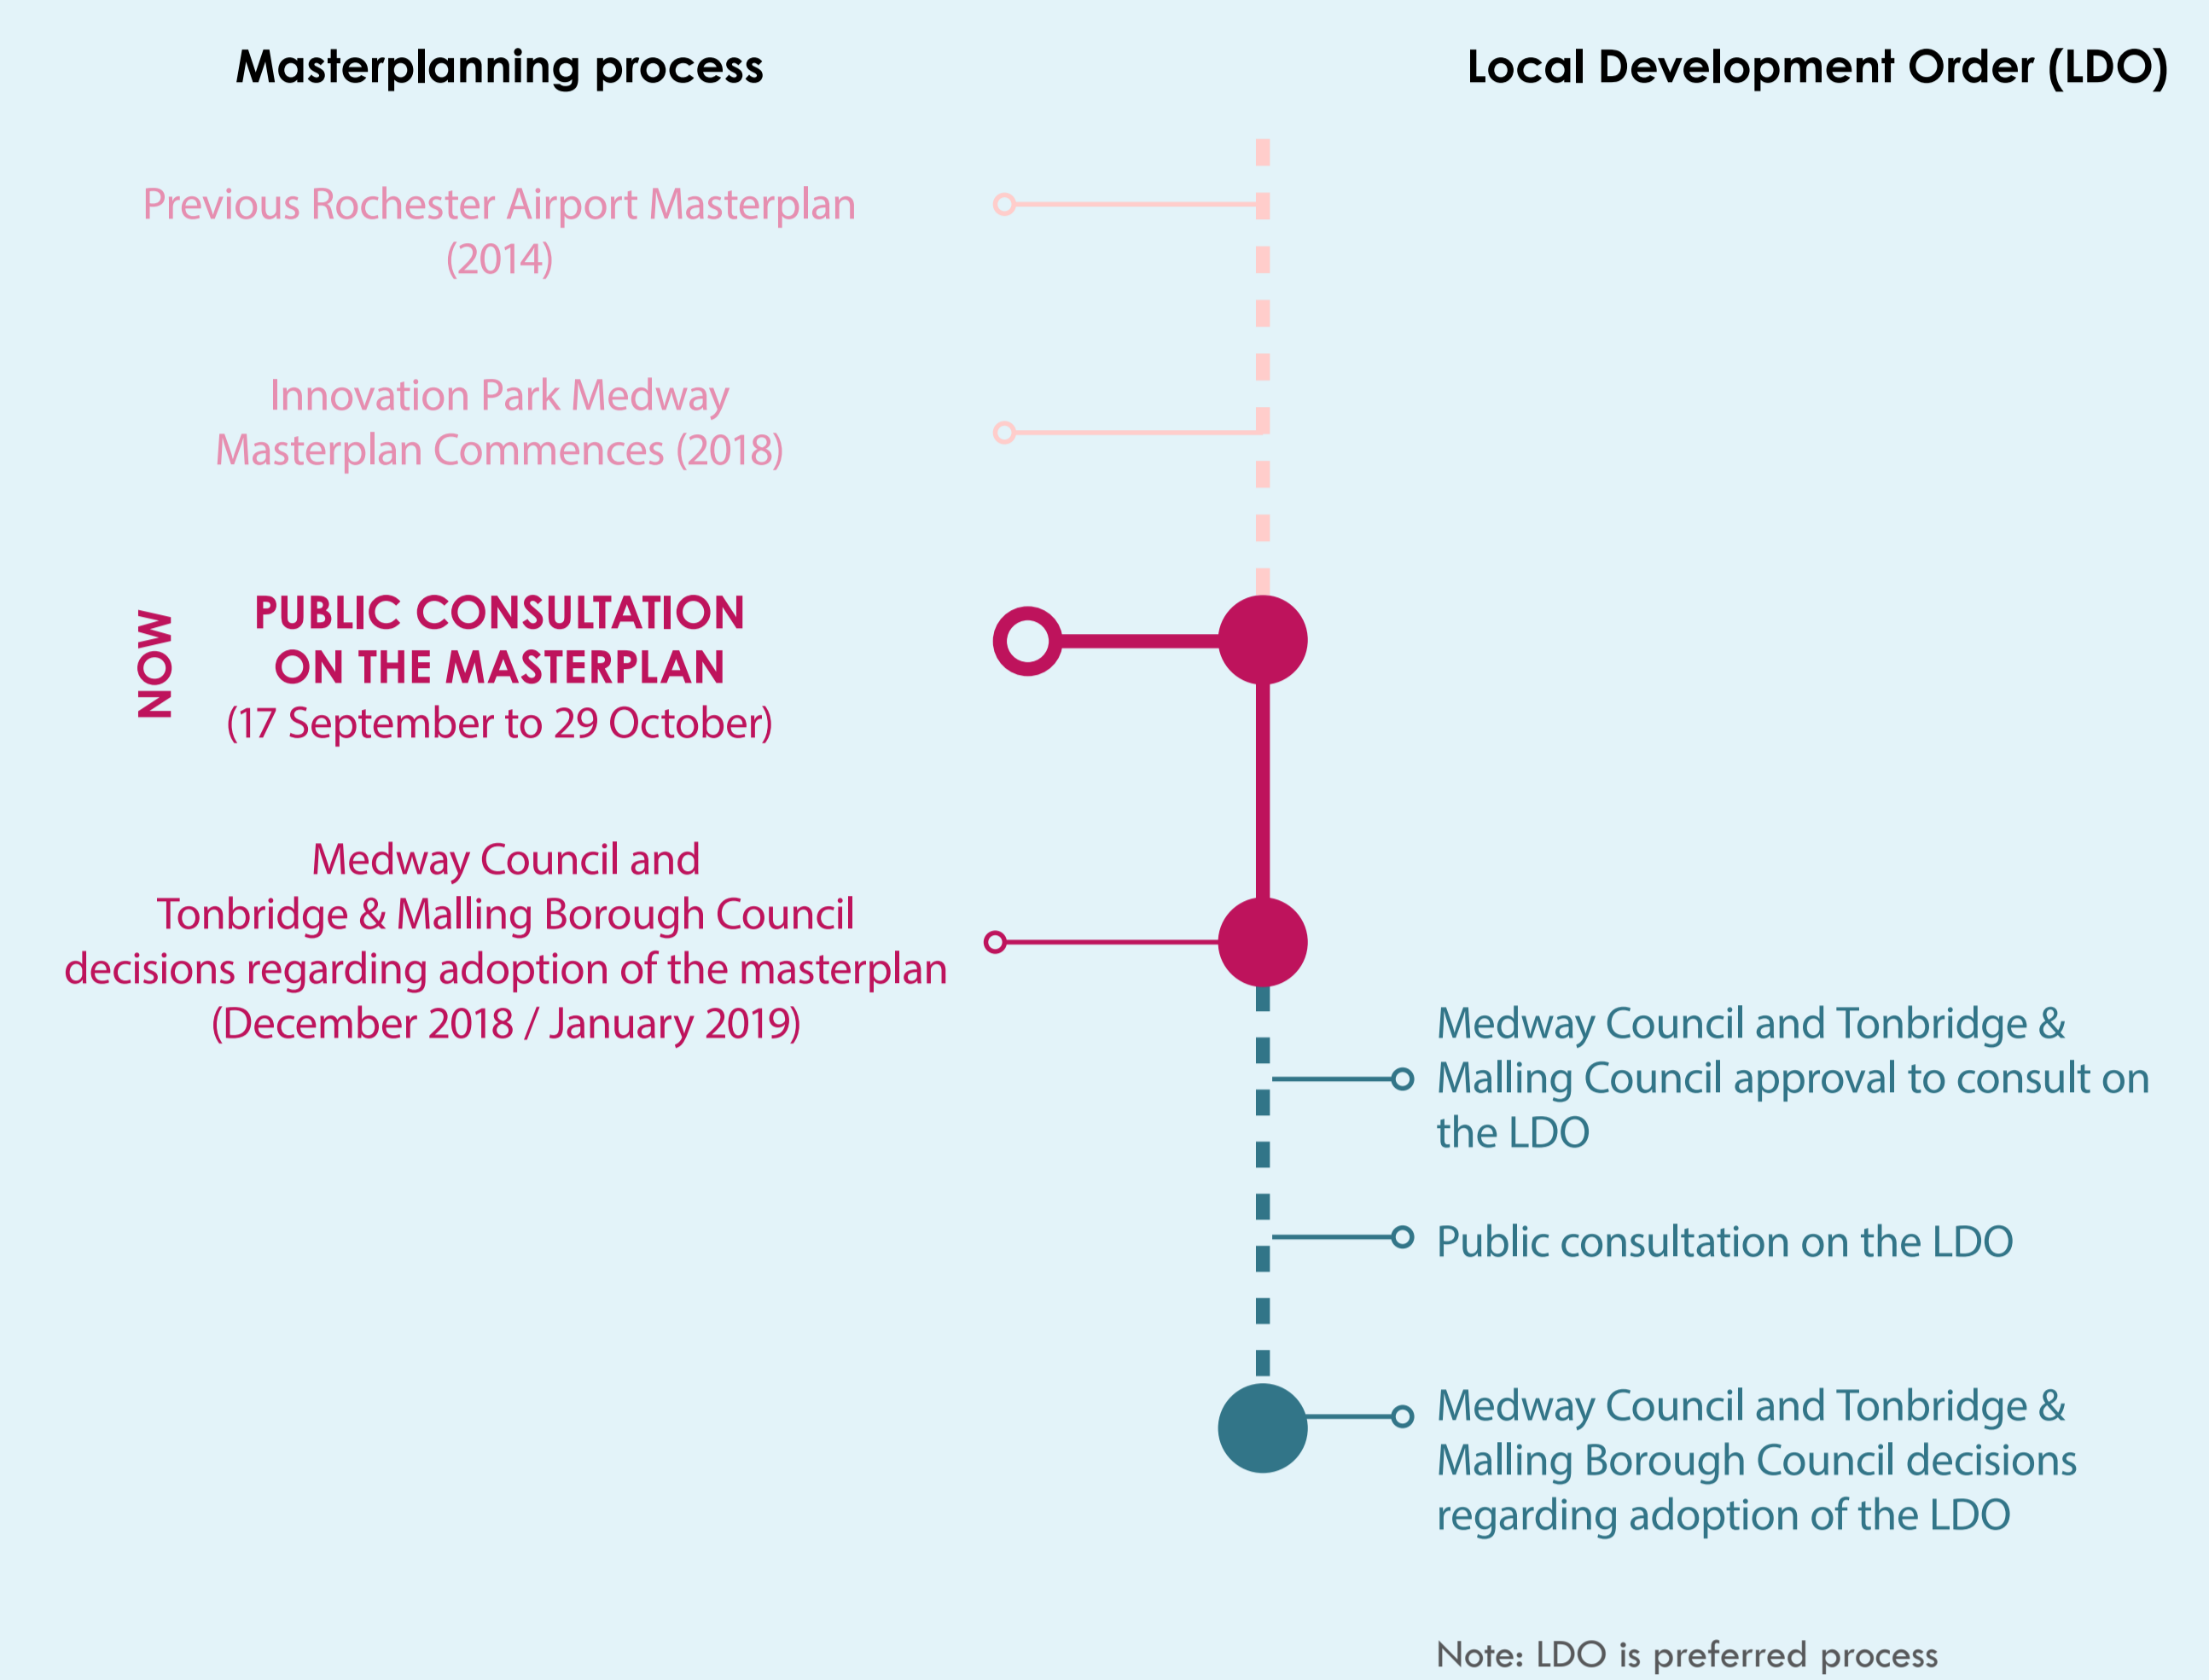 Masterplanning process
Local Development Order (LDO)
Previous Rochester Airport Masterplan
(2014)
Innovation Park Medway
Masterplan Commences (2018)
NOW
PUBLIC CONSULTATION
ON THE MASTERPLAN
(17 September to 29 October)
Medway Council and
Tonbridge & Malling Borough Council
decisions regarding adoption of the masterplan
(December 2018 / January 2019)
Medway Council and Tonbridge &
Malling Council approval to consult on
the LDO
Public consultation on the LDO
Medway Council and Tonbridge &
Malling Borough Council decisions
regarding adoption of the LDO
Note: LDO is preferred process